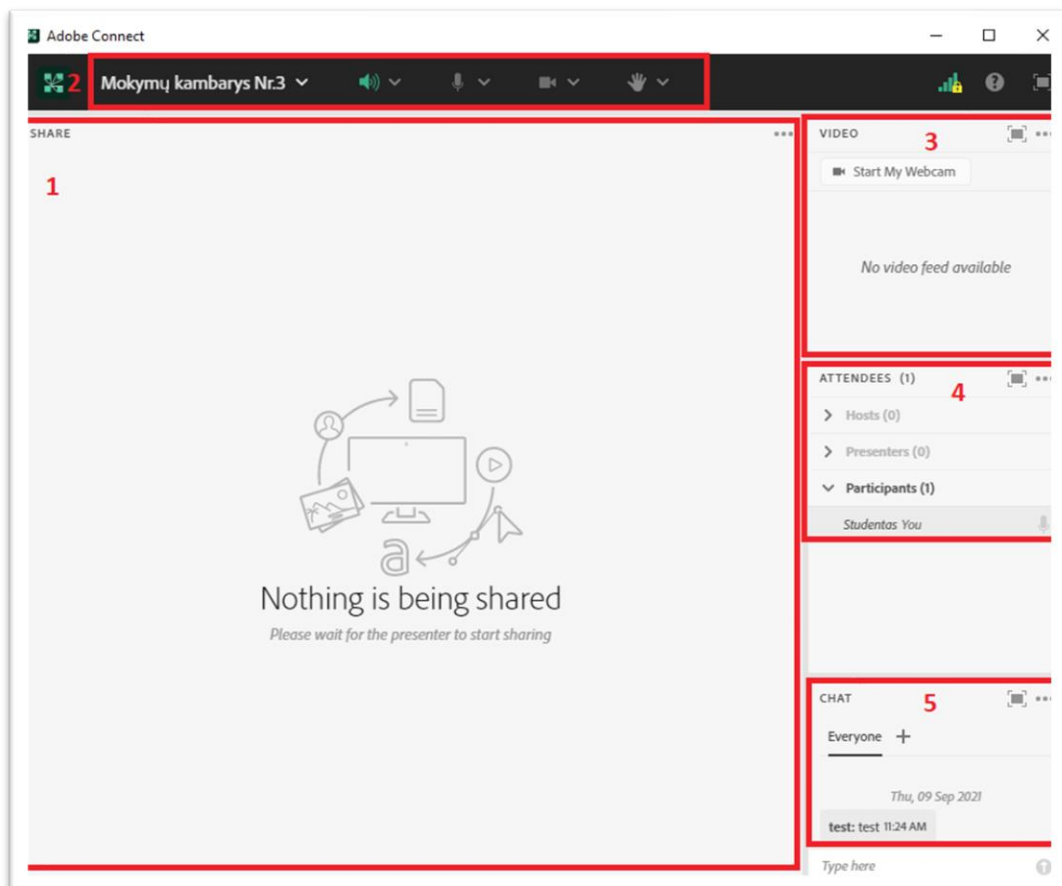 Adobe Connect
2 Mokymų kambarys Nr.3
SHARE
1
Nothing is being shared
Please wait for the presenter to start sharing
VIDEO
3
Start My Webcam
No video feed available
ATTENDEES (1)
4
Hosts (0)
Presenters (0)
Participants (1)
Studentas You
CHAT
5
Everyone +
Thu, 09 Sep 2021
test: test 11:24 AM
Type here